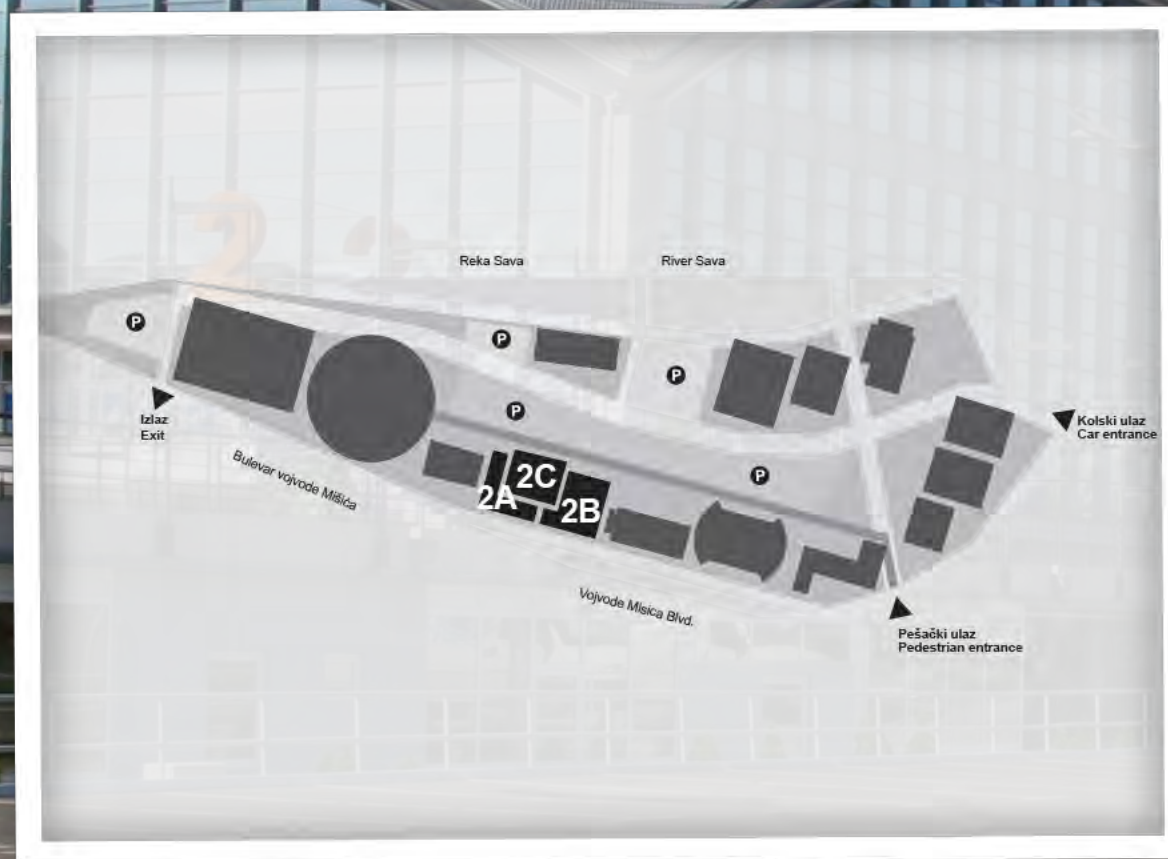 2
Reka Sava
River Sava
P
P
P
P
P
Izlaz
Exit
Kolski ulaz
Car entrance
Bulevar vojvode Mišića
2C
2A
2B
Vojvode Misica Blvd.
Pešački ulaz
Pedestrian entrance